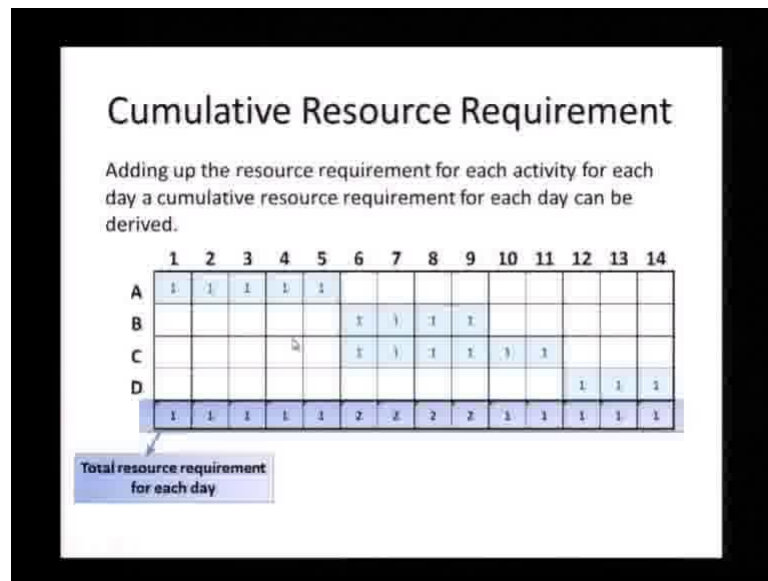 Cumulative Resource Requirement
Adding up the resource requirement for each activity for each
day a cumulative resource requirement for each day can be
derived.
1 2 3 4 5 6 7 8 9 10 11 12 13 14
A 1 1 1 1 1
B 1 1 1 1
C 1 1 1 1 1 1
D 1 1 1
1 1 1 1 1 2 2 2 2 1 1 1 1 1
Total resource requirement
for each day